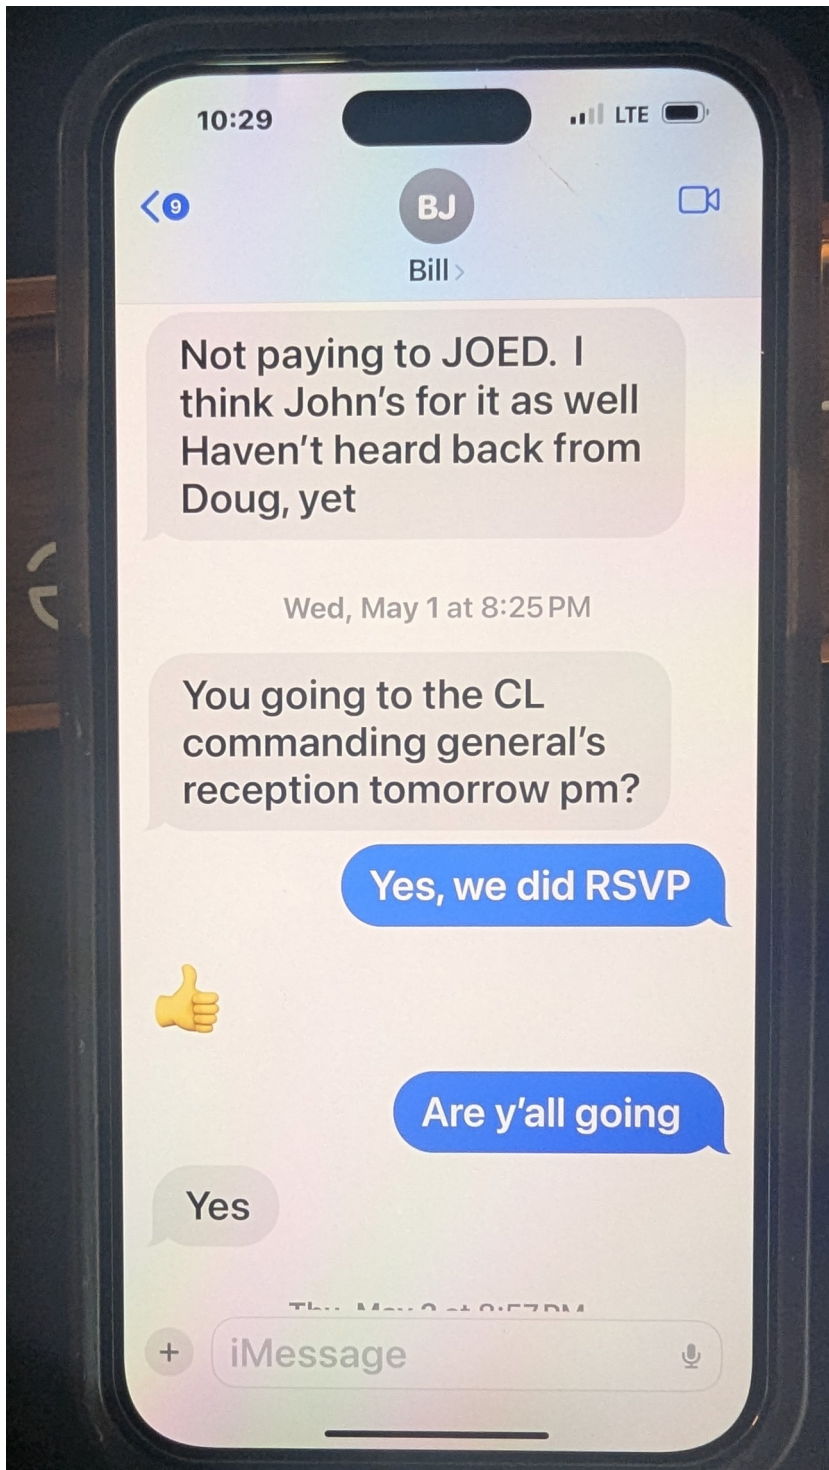 10:29
LTE
9
BJ
Bill
Not paying to JOED. I
think John's for it as well
Haven't heard back from
Doug, yet
Wed, May 1 at 8:25 PM
You going to the CL
commanding general's
reception tomorrow pm?
Yes, we did RSVP
Are y'all going
Yes
iMessage